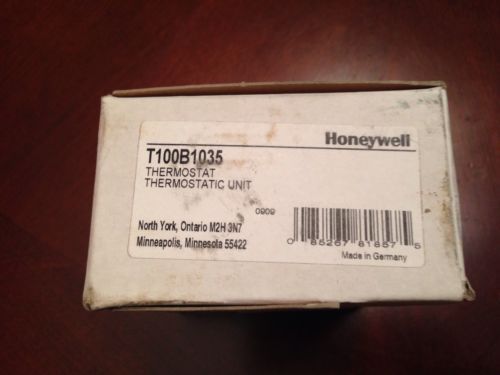 Honeywell
T100B1035
THERMOSTAT
THERMOSTATIC UNIT
0909
North York, Ontario M2H 3N7
Minneapolis, Minnesota 55422
0 85267 81857 5
Made in Germany